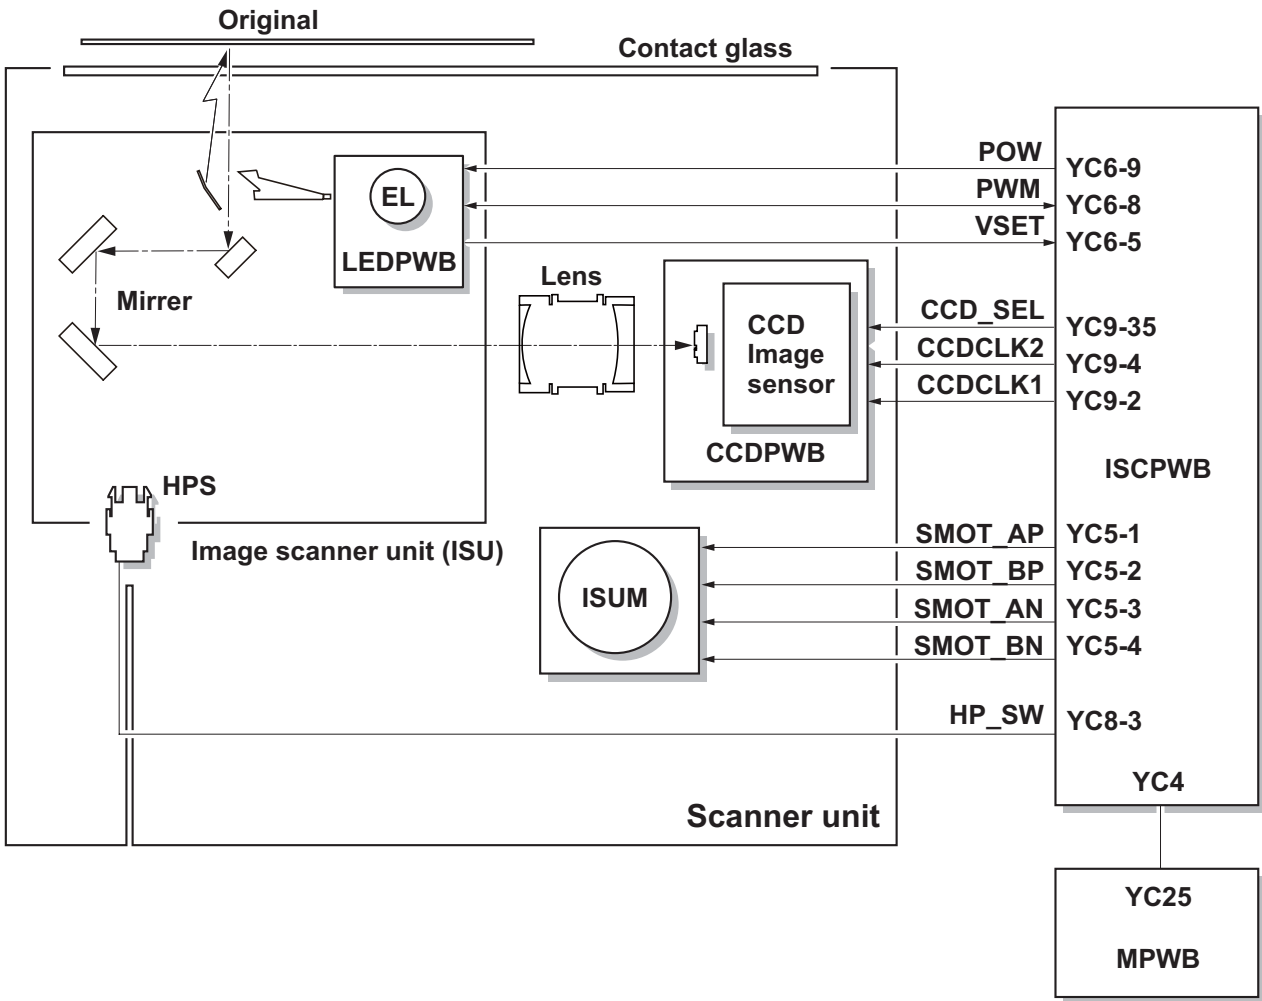 Original
Contact glass
POW
YC6-9
PWM
YC6-8
VSET
YC6-5
EL
LEDPWB
Mirrer
Lens
CCD
Image
sensor
CCDPWB
CCD_SEL
YC9-35
CCDCLK2
YC9-4
CCDCLK1
YC9-2
ISCPWB
HPS
Image scanner unit (ISU)
ISUM
SMOT_AP
YC5-1
SMOT_BP
YC5-2
SMOT_AN
YC5-3
SMOT_BN
YC5-4
HP_SW
YC8-3
YC4
Scanner unit
YC25
MPWB